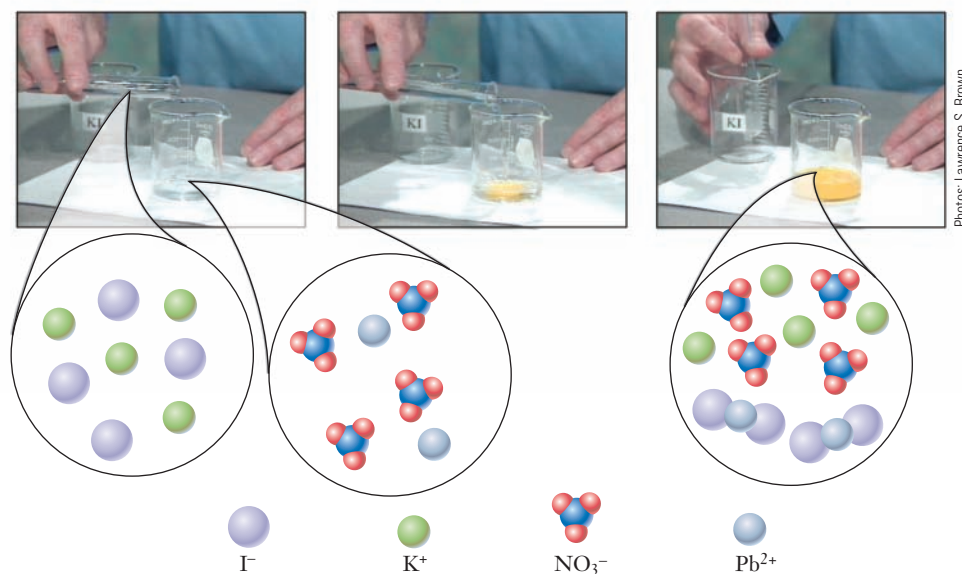 KI
KI
KI
Photos: Lawrence S. Brown
I⁻
K⁺
NO₃⁻
Pb²⁺